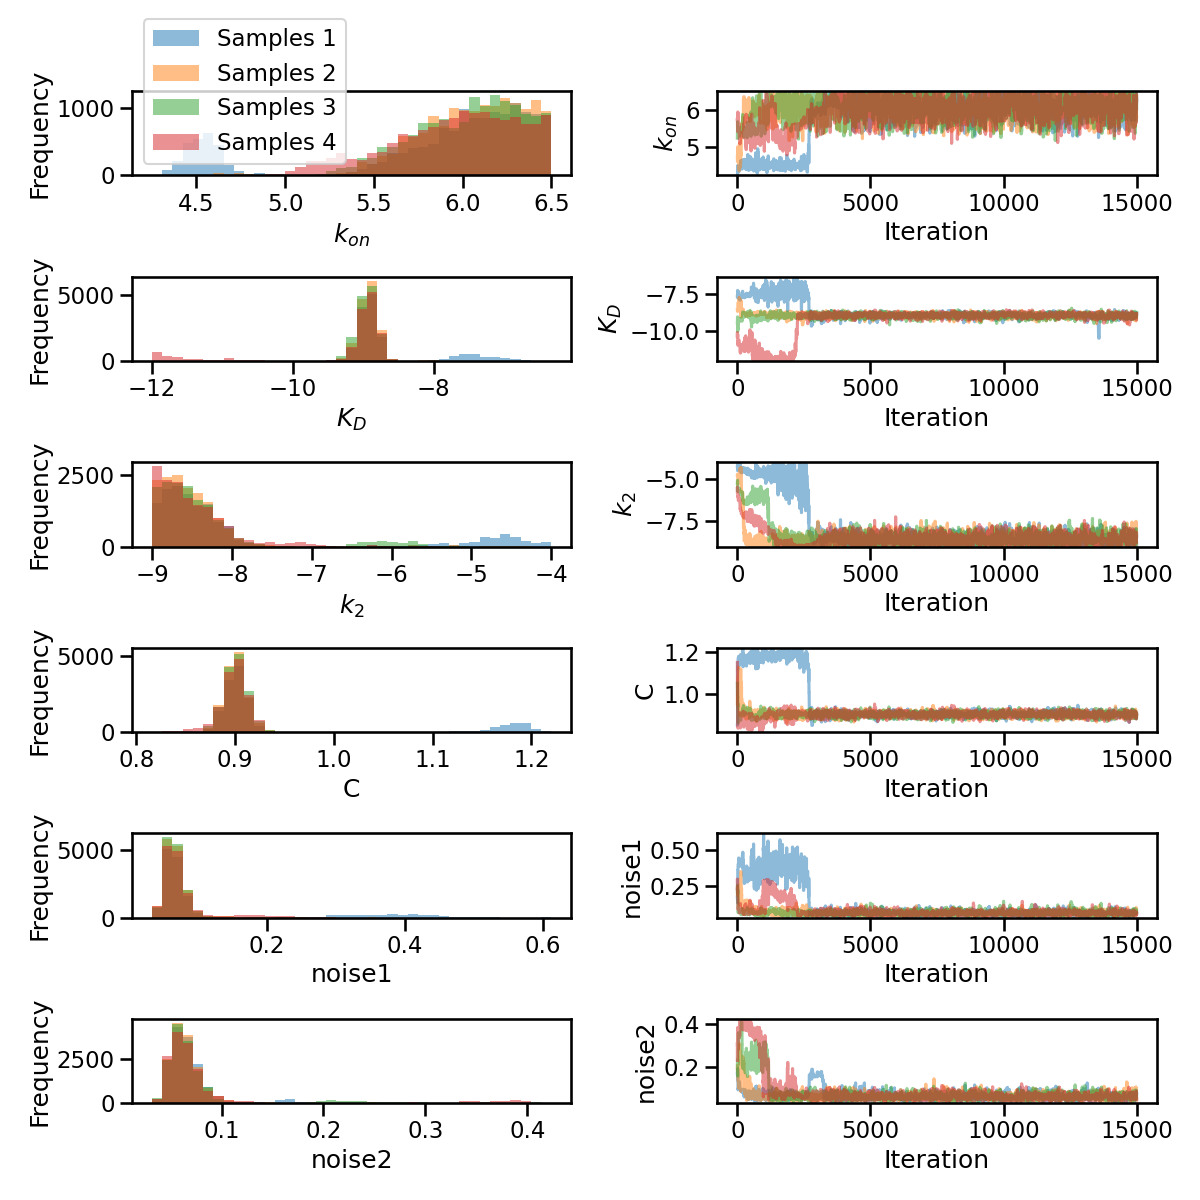 Samples 1
Samples 2
Samples 3
Samples 4
Frequency
1000
0
4.5 5.0 5.5 6.0 6.5
k_on
k_on
6
5
0 5000 10000 15000
Iteration
Frequency
5000
0
−12 −10 −8
K_D
K_D
−7.5
−10.0
0 5000 10000 15000
Iteration
Frequency
2500
0
−9 −8 −7 −6 −5 −4
k_2
k_2
−5.0
−7.5
0 5000 10000 15000
Iteration
Frequency
5000
0
0.8 0.9 1.0 1.1 1.2
C
C
1.2
1.0
0 5000 10000 15000
Iteration
Frequency
5000
0
0.2 0.4 0.6
noise1
noise1
0.50
0.25
0 5000 10000 15000
Iteration
Frequency
2500
0
0.1 0.2 0.3 0.4
noise2
noise2
0.4
0.2
0 5000 10000 15000
Iteration